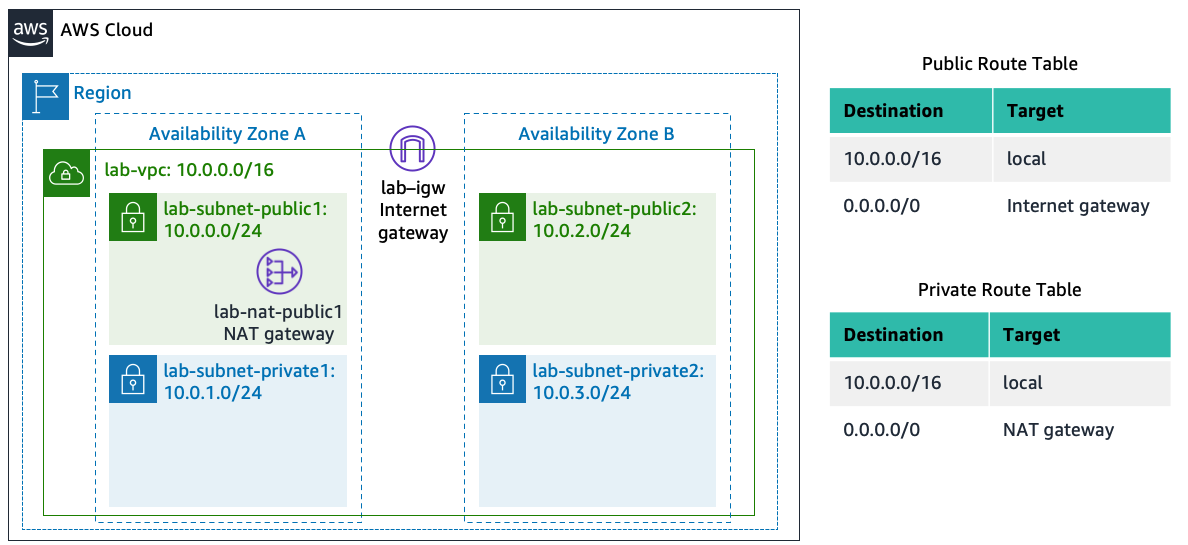 aws
AWS Cloud
Region
Availability Zone A
Availability Zone B
lab-vpc: 10.0.0.0/16
lab–igw
Internet
gateway
lab-subnet-public1:
10.0.0.0/24
lab-nat-public1
NAT gateway
lab-subnet-public2:
10.0.2.0/24
lab-subnet-private1:
10.0.1.0/24
lab-subnet-private2:
10.0.3.0/24
Public Route Table
Destination Target
10.0.0.0/16 local
0.0.0.0/0 Internet gateway
Private Route Table
Destination Target
10.0.0.0/16 local
0.0.0.0/0 NAT gateway